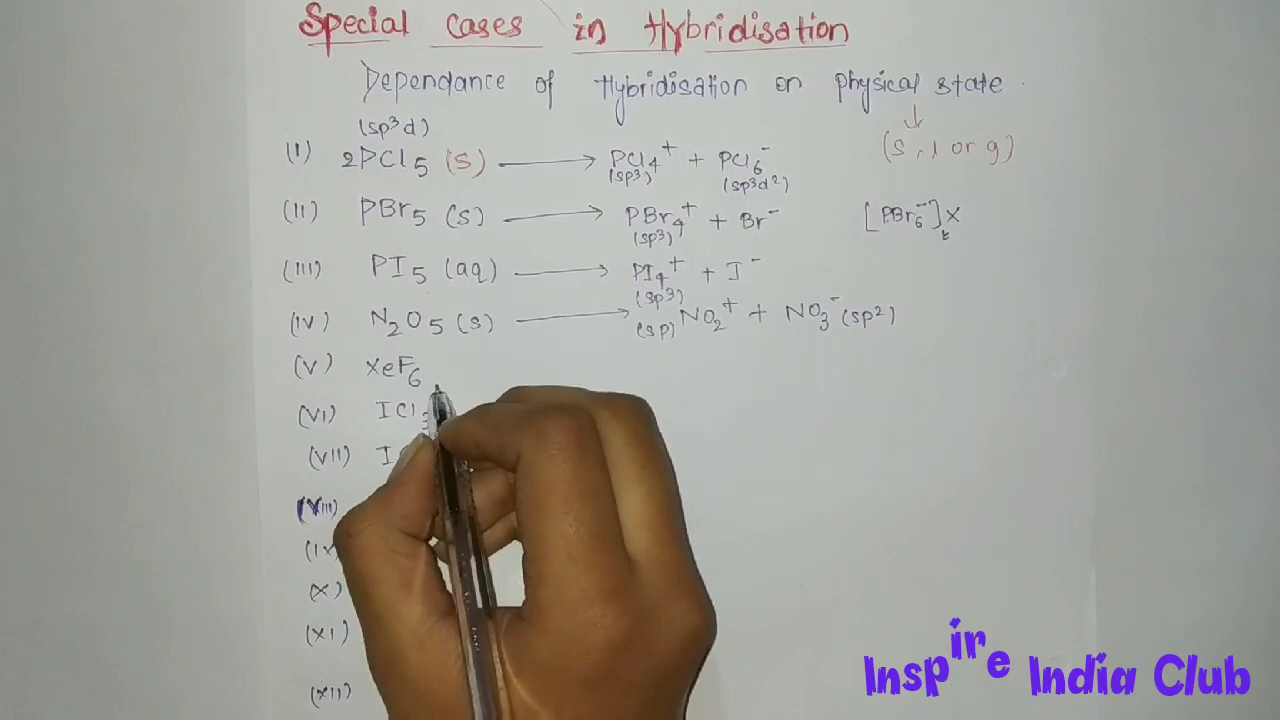 Special cases in Hybridisation
Dependance of Hybridisation on physical state.
(sp³d)
(s, l or g)
(I) 2PCl₅ (s) ⟶ PCl₄⁺ + PCl₆⁻
(sp³) (sp³d²)
(II) PBr₅ (s) ⟶ PBr₄⁺ + Br⁻ [PBr₆⁻] x
(sp³)
(III) PI₅ (aq) ⟶ PI₄⁺ + I⁻
(sp³)
(IV) N₂O₅ (s) ⟶ (sp) NO₂⁺ + NO₃⁻ (sp²)
(V) XeF₆
(VI) ICl
(VII) I
(VIII)
(IX
(X)
(XI)
(XII)
Inspire India Club